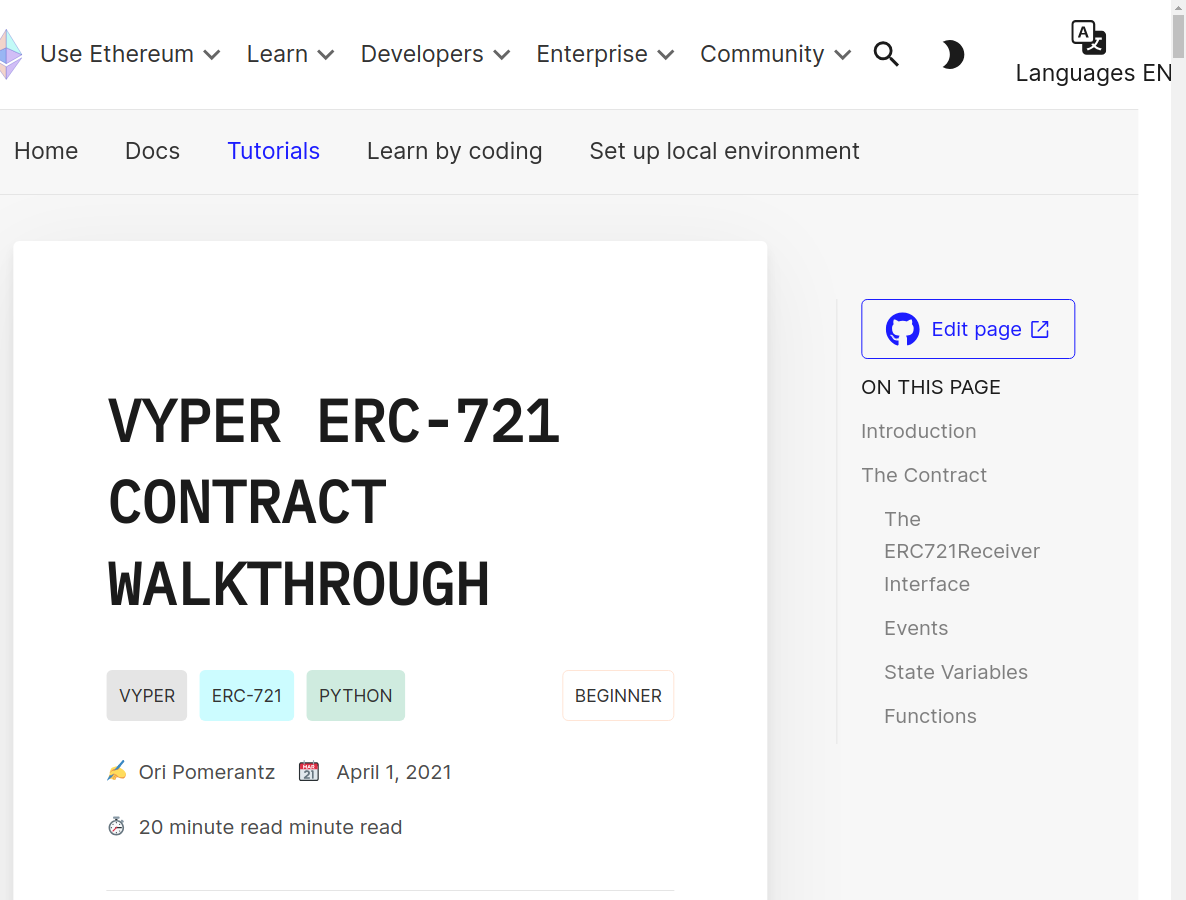 Use Ethereum Learn Developers Enterprise Community
Languages EN
Home Docs Tutorials Learn by coding Set up local environment
VYPER ERC-721
CONTRACT
WALKTHROUGH
VYPER ERC-721 PYTHON BEGINNER
Ori Pomerantz April 1, 2021
20 minute read minute read
Edit page
ON THIS PAGE
Introduction
The Contract
The
ERC721Receiver
Interface
Events
State Variables
Functions